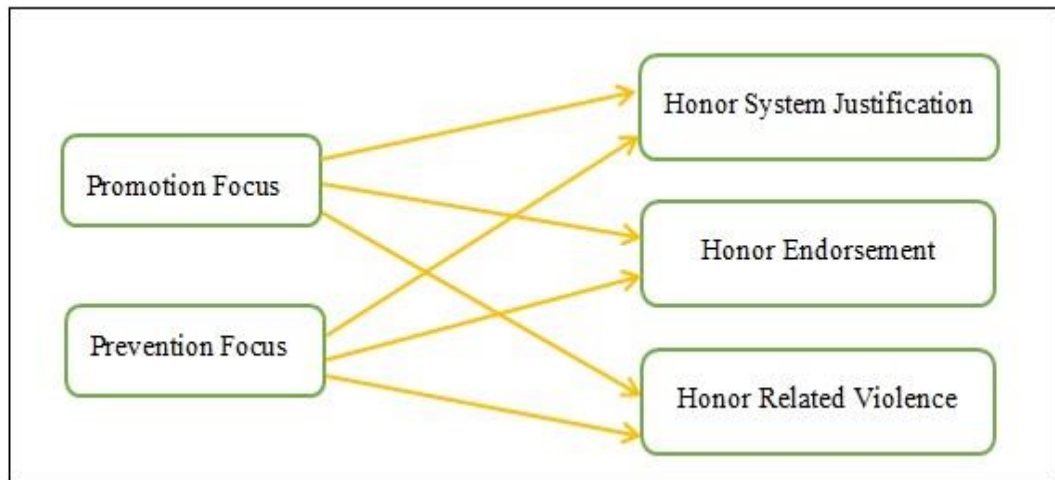 Promotion Focus
Prevention Focus
Honor System Justification
Honor Endorsement
Honor Related Violence